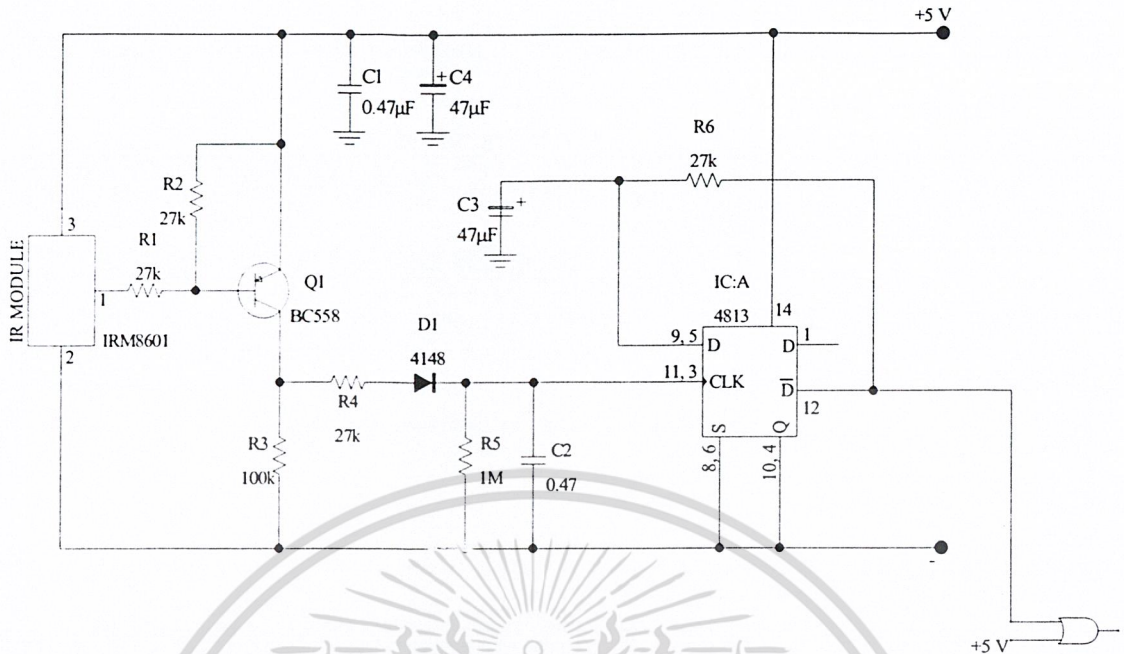 +5 V
C1
0.47µF
+
C4
47µF
R6
27k
R2
27k
C3
+
47µF
3
R1
27k
IR MODULE
1
Q1
BC558
IC:A
4813
14
IRM8601
D1
4148
9, 5
D
D
1
2
11, 3
CLK
D
12
R4
27k
S
Q
R3
100k
R5
1M
C2
0.47
8, 6
10, 4
-
+5 V